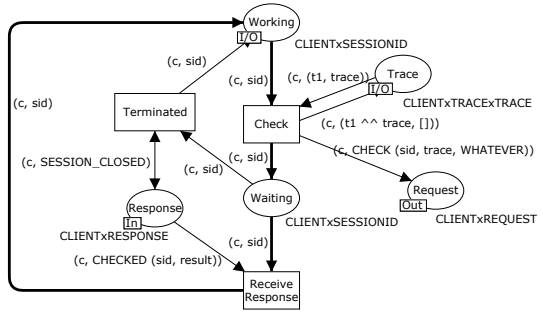 Working
I/O
CLIENTxSESSIONID
(c, sid)
(c, sid)
(c, (t1, trace))
Trace
I/O
(c, sid)
CLIENTxTRACExTRACE
Terminated
Check
(c, (t1 ^^ trace, []))
(c, sid)
(c, CHECK (sid, trace, WHATEVER))
(c, SESSION_CLOSED)
(c, sid)
Request
Out
CLIENTxREQUEST
Response
In
Waiting
CLIENTxSESSIONID
CLIENTxRESPONSE
(c, sid)
(c, CHECKED (sid, result))
Receive
Response